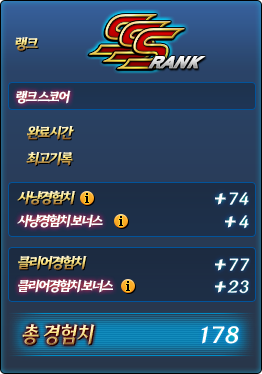 랭크 SSS RANK
랭크스코어
완료시간
최고기록
사냥경험치 i +74
사냥경험치 보너스 i +4
클리어경험치 +77
클리어경험치 보너스 i +23
총 경험치 178